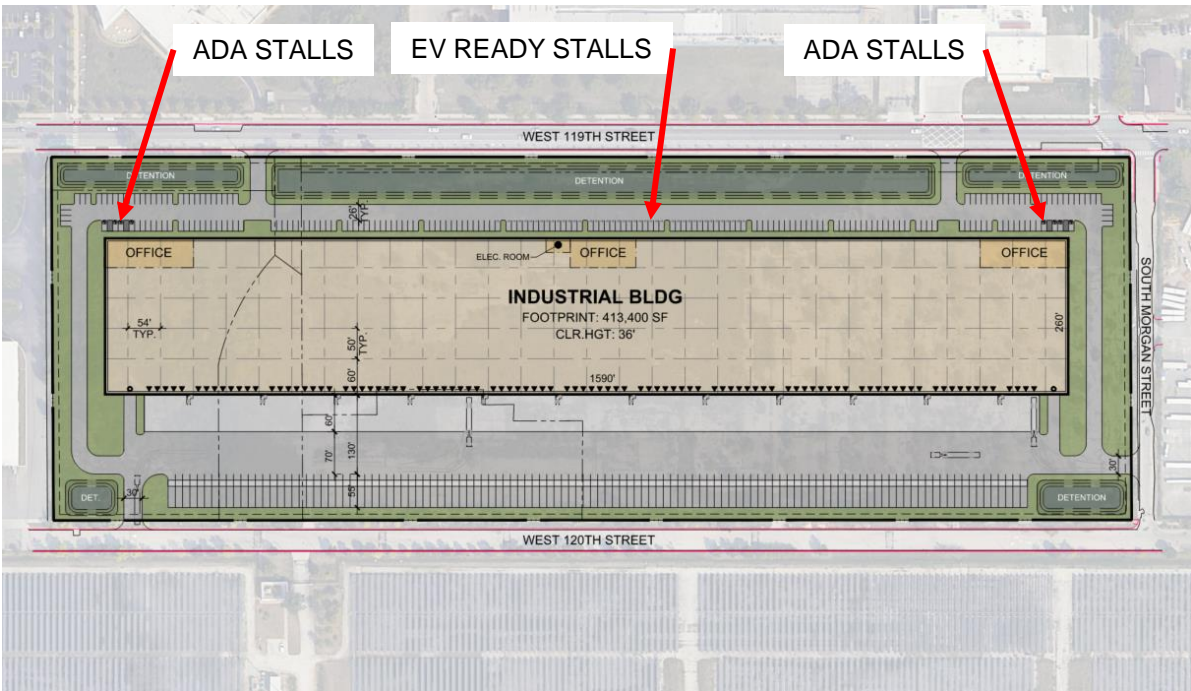 ADA STALLS
EV READY STALLS
ADA STALLS
WEST 119TH STREET
DETENTION
DETENTION
DETENTION
26'
TYP.
OFFICE
ELEC. ROOM
OFFICE
OFFICE
INDUSTRIAL BLDG
FOOTPRINT: 413,400 SF
CLR.HGT: 36'
54'
TYP.
50'
TYP.
60'
1590'
260'
SOUTH MORGAN STREET
60'
70'
130'
55'
30'
30'
DET.
DETENTION
WEST 120TH STREET